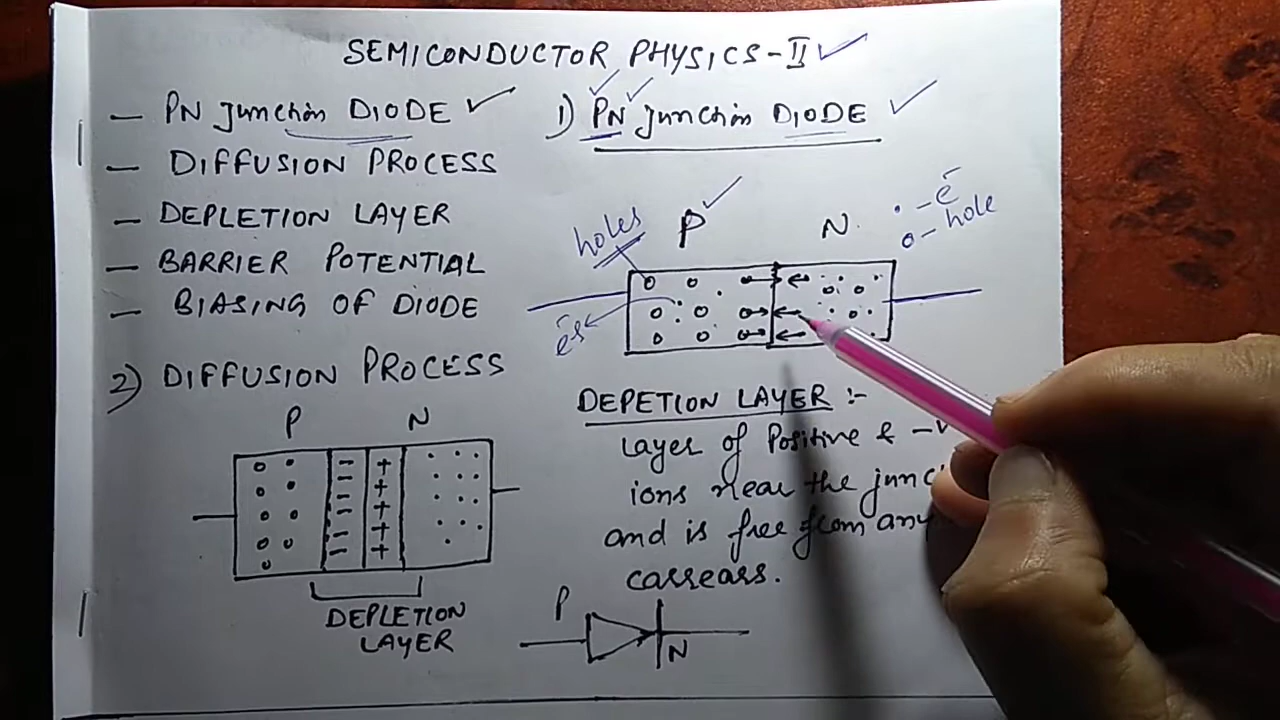 SEMICONDUCTOR PHYSICS-II
- PN Junction DIODE
- DIFFUSION PROCESS
- DEPLETION LAYER
- BARRIER POTENTIAL
- BIASING OF DIODE
1) PN Junction DIODE
holes
P
N
. - e⁻
o - hole
e⁻s
2) DIFFUSION PROCESS
P N
DEPLETION
LAYER
DEPETION LAYER :-
Layer of Positive & -v
ions near the junc
and is free from any
carrears.
P
N